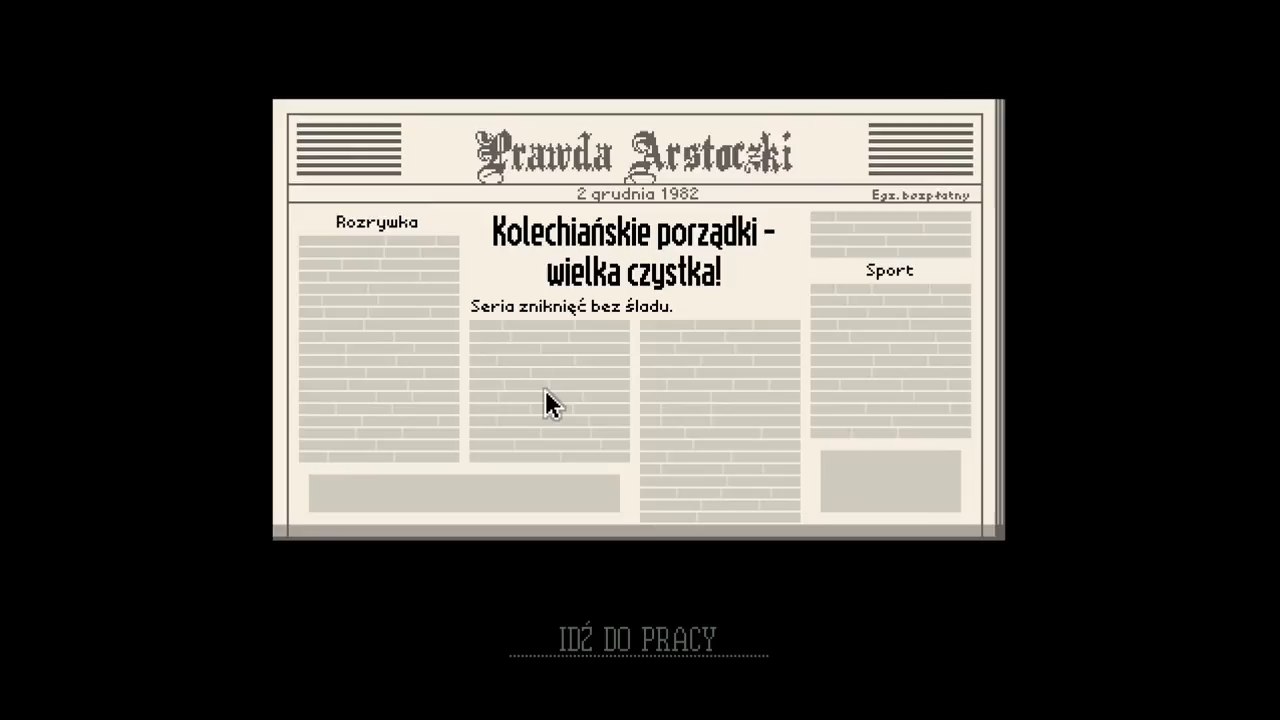 Prawda Arstoczki
2 grudnia 1982
Egz. bezpłatny
Rozrywka
Kolechiańskie porządki -
wielka czystka!
Seria zniknięć bez śladu.
Sport
IDŹ DO PRACY